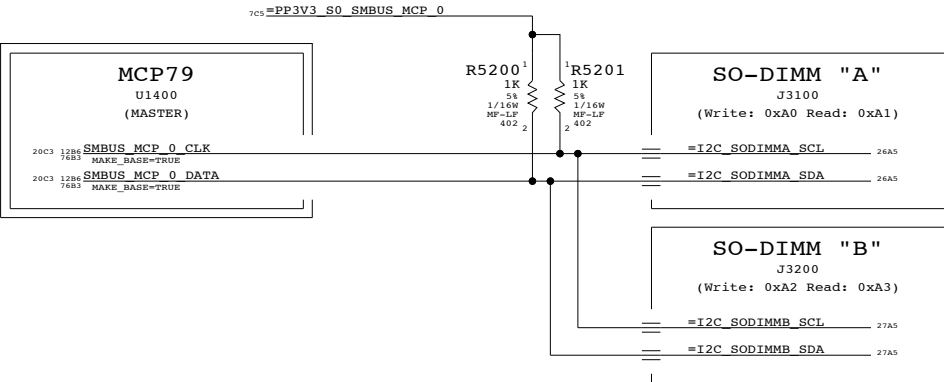 7C5 =PP3V3_S0_SMBUS_MCP_0
MCP79
U1400
(MASTER)
20C3 12B6 SMBUS_MCP_0_CLK
76B3 MAKE_BASE=TRUE
20C3 12B6 SMBUS_MCP_0_DATA
76B3 MAKE_BASE=TRUE
R5200 1
1K
5%
1/16W
MF-LF
402 2
1 R5201
1K
5%
1/16W
MF-LF
2 402
SO-DIMM "A"
J3100
(Write: 0xA0 Read: 0xA1)
=I2C_SODIMMA_SCL 26A5
=I2C_SODIMMA_SDA 26A5
SO-DIMM "B"
J3200
(Write: 0xA2 Read: 0xA3)
=I2C_SODIMMB_SCL 27A5
=I2C_SODIMMB_SDA 27A5